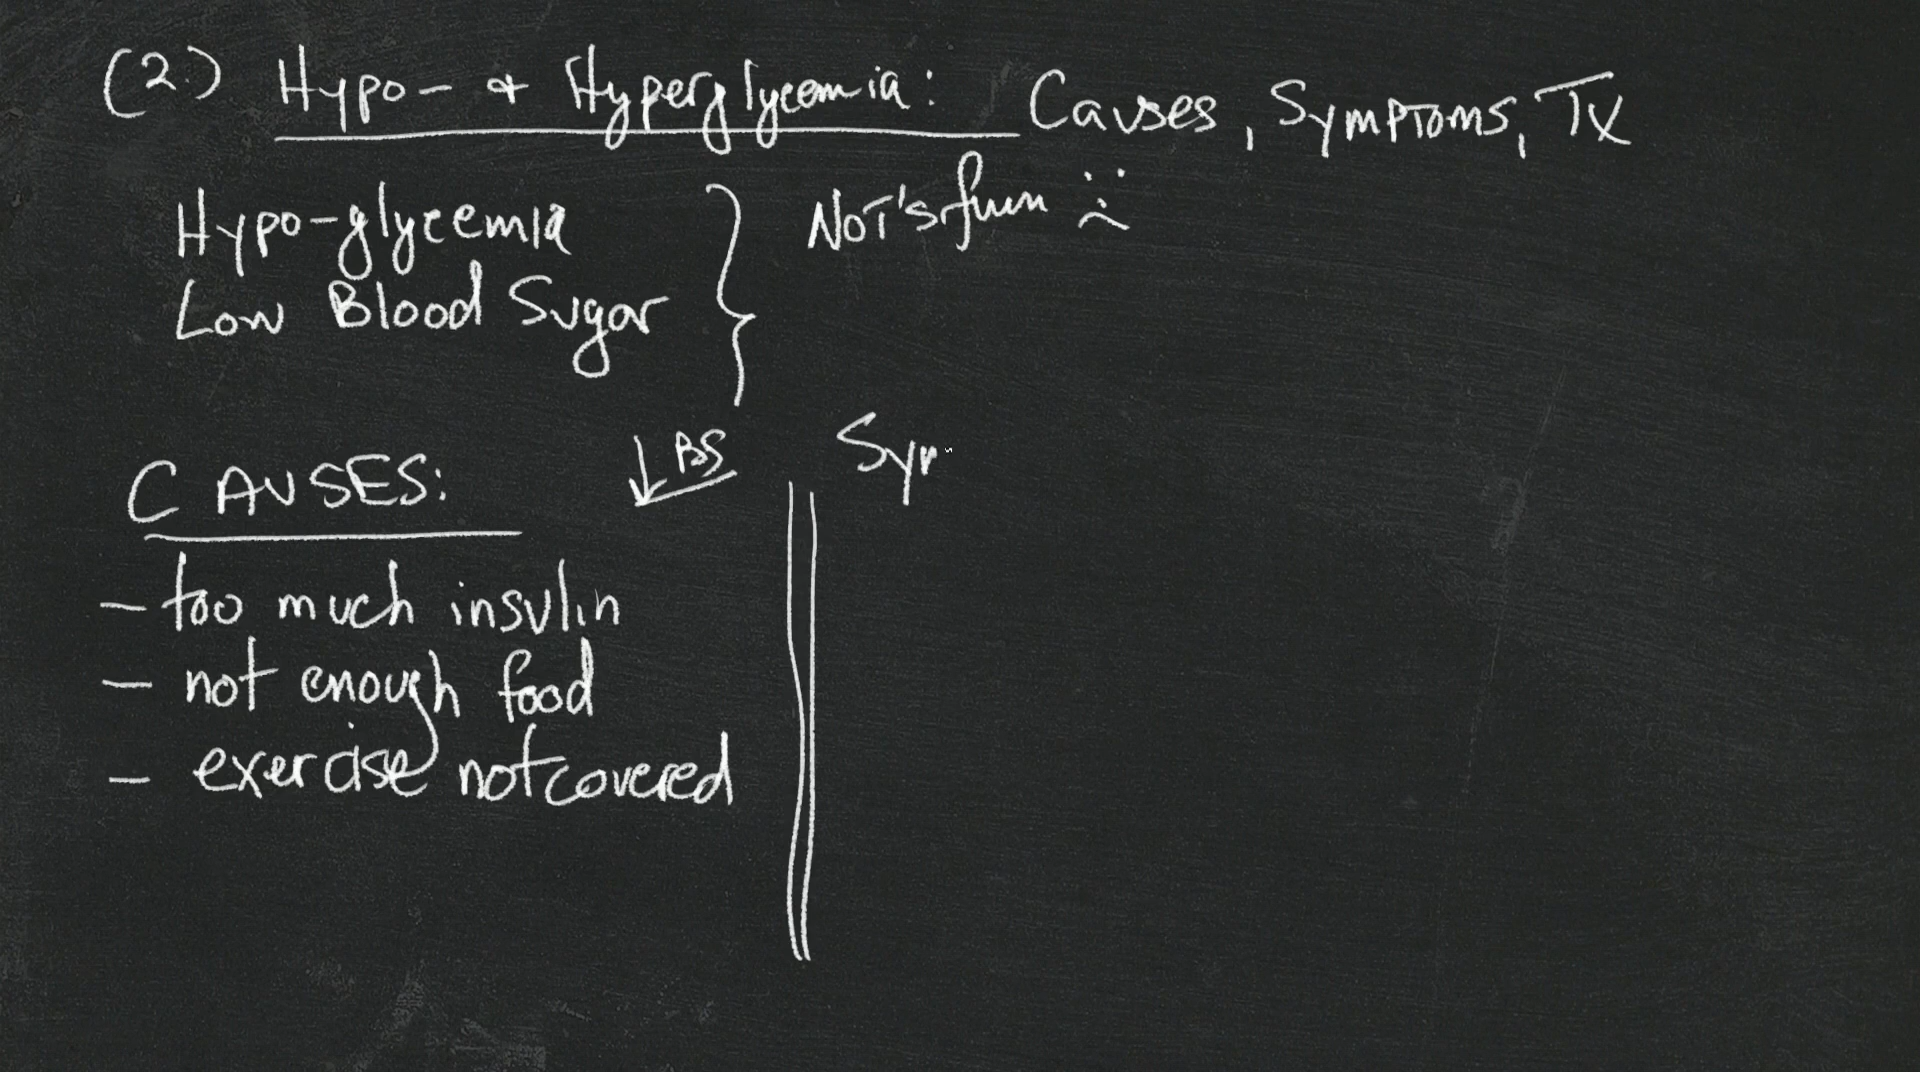 (2.) Hypo- & Hyperglycemia: Causes, Symptoms, Tx
Hypo-glycemia
Low Blood Sugar
NOT's fun
CAUSES:
↓ BS
- too much insulin
- not enough food
- exercise not covered
Sym